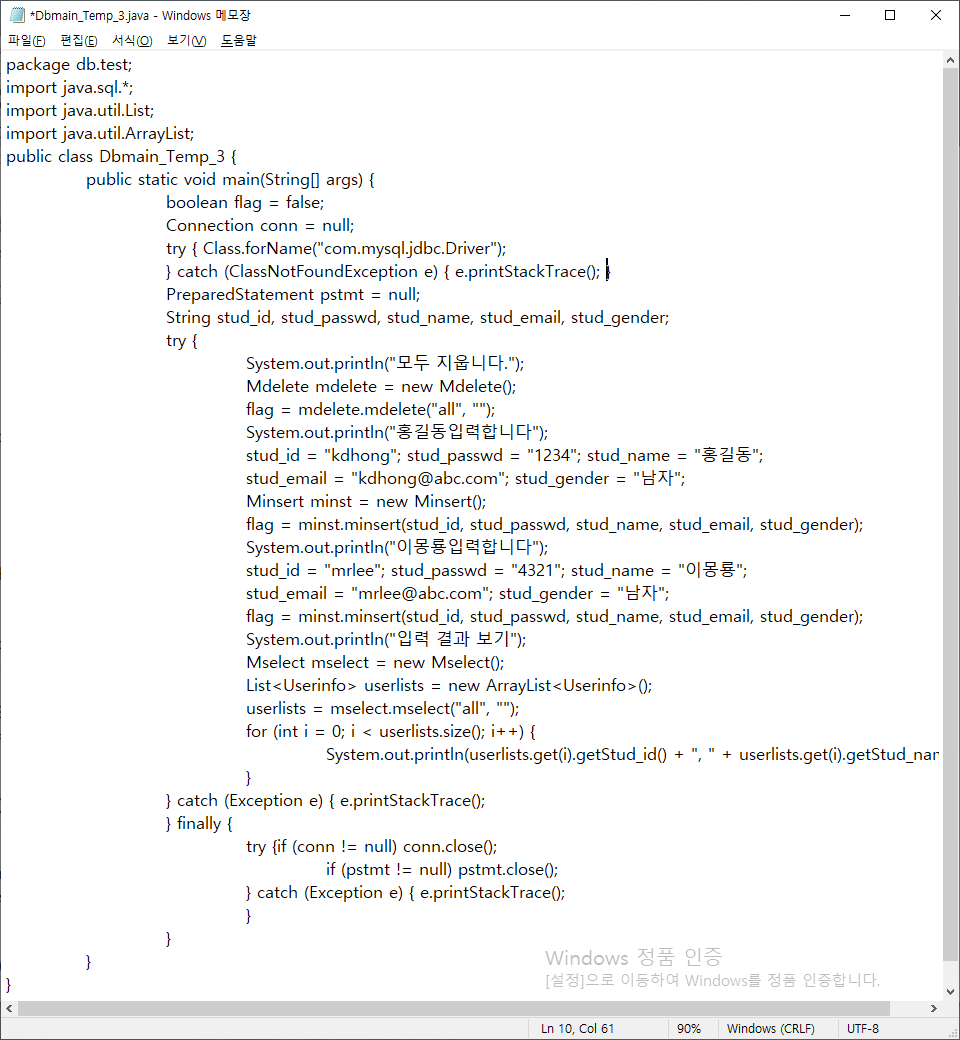 *Dbmain_Temp_3.java - Windows 메모장
파일(F) 편집(E) 서식(O) 보기(V) 도움말
package db.test;
import java.sql.*;
import java.util.List;
import java.util.ArrayList;
public class Dbmain_Temp_3 {
public static void main(String[] args) {
boolean flag = false;
Connection conn = null;
try { Class.forName("com.mysql.jdbc.Driver");
} catch (ClassNotFoundException e) { e.printStackTrace(); }
PreparedStatement pstmt = null;
String stud_id, stud_passwd, stud_name, stud_email, stud_gender;
try {
System.out.println("모두 지웁니다.");
Mdelete mdelete = new Mdelete();
flag = mdelete.mdelete("all", "");
System.out.println("홍길동입력합니다");
stud_id = "kdhong"; stud_passwd = "1234"; stud_name = "홍길동";
stud_email = "kdhong@abc.com"; stud_gender = "남자";
Minsert minst = new Minsert();
flag = minst.minsert(stud_id, stud_passwd, stud_name, stud_email, stud_gender);
System.out.println("이몽룡입력합니다");
stud_id = "mrlee"; stud_passwd = "4321"; stud_name = "이몽룡";
stud_email = "mrlee@abc.com"; stud_gender = "남자";
flag = minst.minsert(stud_id, stud_passwd, stud_name, stud_email, stud_gender);
System.out.println("입력 결과 보기");
Mselect mselect = new Mselect();
List<Userinfo> userlists = new ArrayList<Userinfo>();
userlists = mselect.mselect("all", "");
for (int i = 0; i < userlists.size(); i++) {
System.out.println(userlists.get(i).getStud_id() + ", " + userlists.get(i).getStud_nam
}
} catch (Exception e) { e.printStackTrace();
} finally {
try {if (conn != null) conn.close();
if (pstmt != null) pstmt.close();
} catch (Exception e) { e.printStackTrace();
}
}
}
}
Windows 정품 인증
[설정]으로 이동하여 Windows를 정품 인증합니다.
Ln 10, Col 61 90% Windows (CRLF) UTF-8